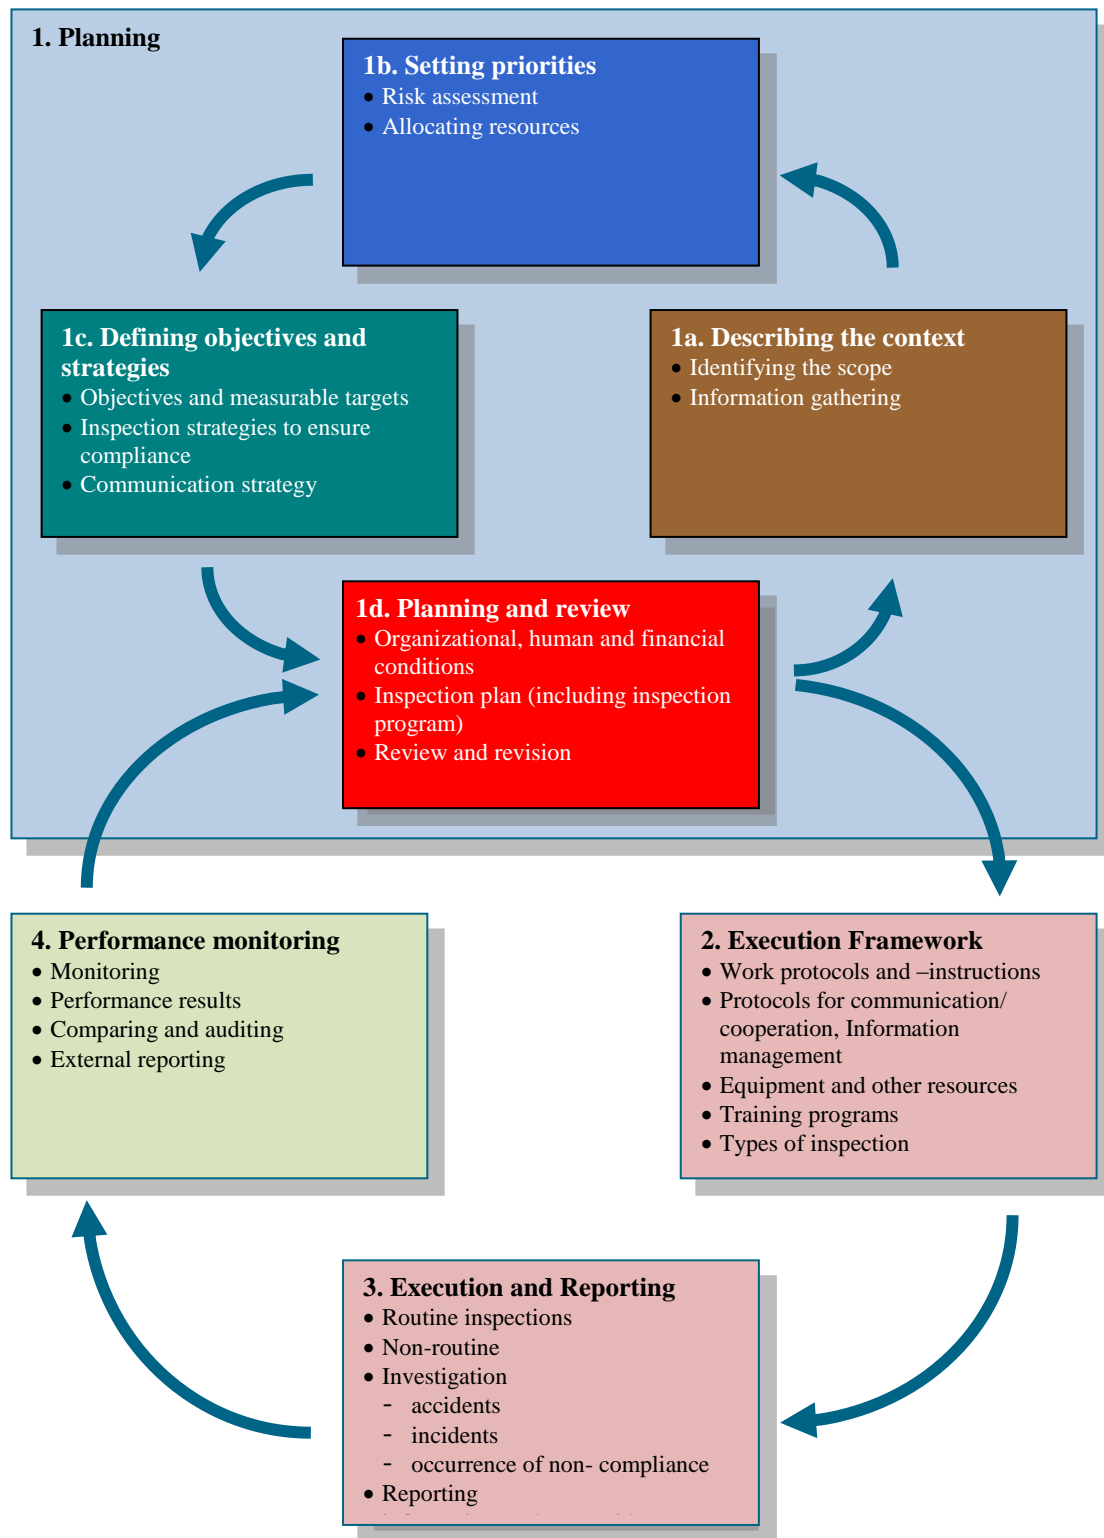 1. Planning
1b. Setting priorities
• Risk assessment
• Allocating resources
1c. Defining objectives and
strategies
• Objectives and measurable targets
• Inspection strategies to ensure
compliance
• Communication strategy
1a. Describing the context
• Identifying the scope
• Information gathering
1d. Planning and review
• Organizational, human and financial
conditions
• Inspection plan (including inspection
program)
• Review and revision
4. Performance monitoring
• Monitoring
• Performance results
• Comparing and auditing
• External reporting
2. Execution Framework
• Work protocols and –instructions
• Protocols for communication/
cooperation, Information
management
• Equipment and other resources
• Training programs
• Types of inspection
3. Execution and Reporting
• Routine inspections
• Non-routine
• Investigation
- accidents
- incidents
- occurrence of non- compliance
• Reporting